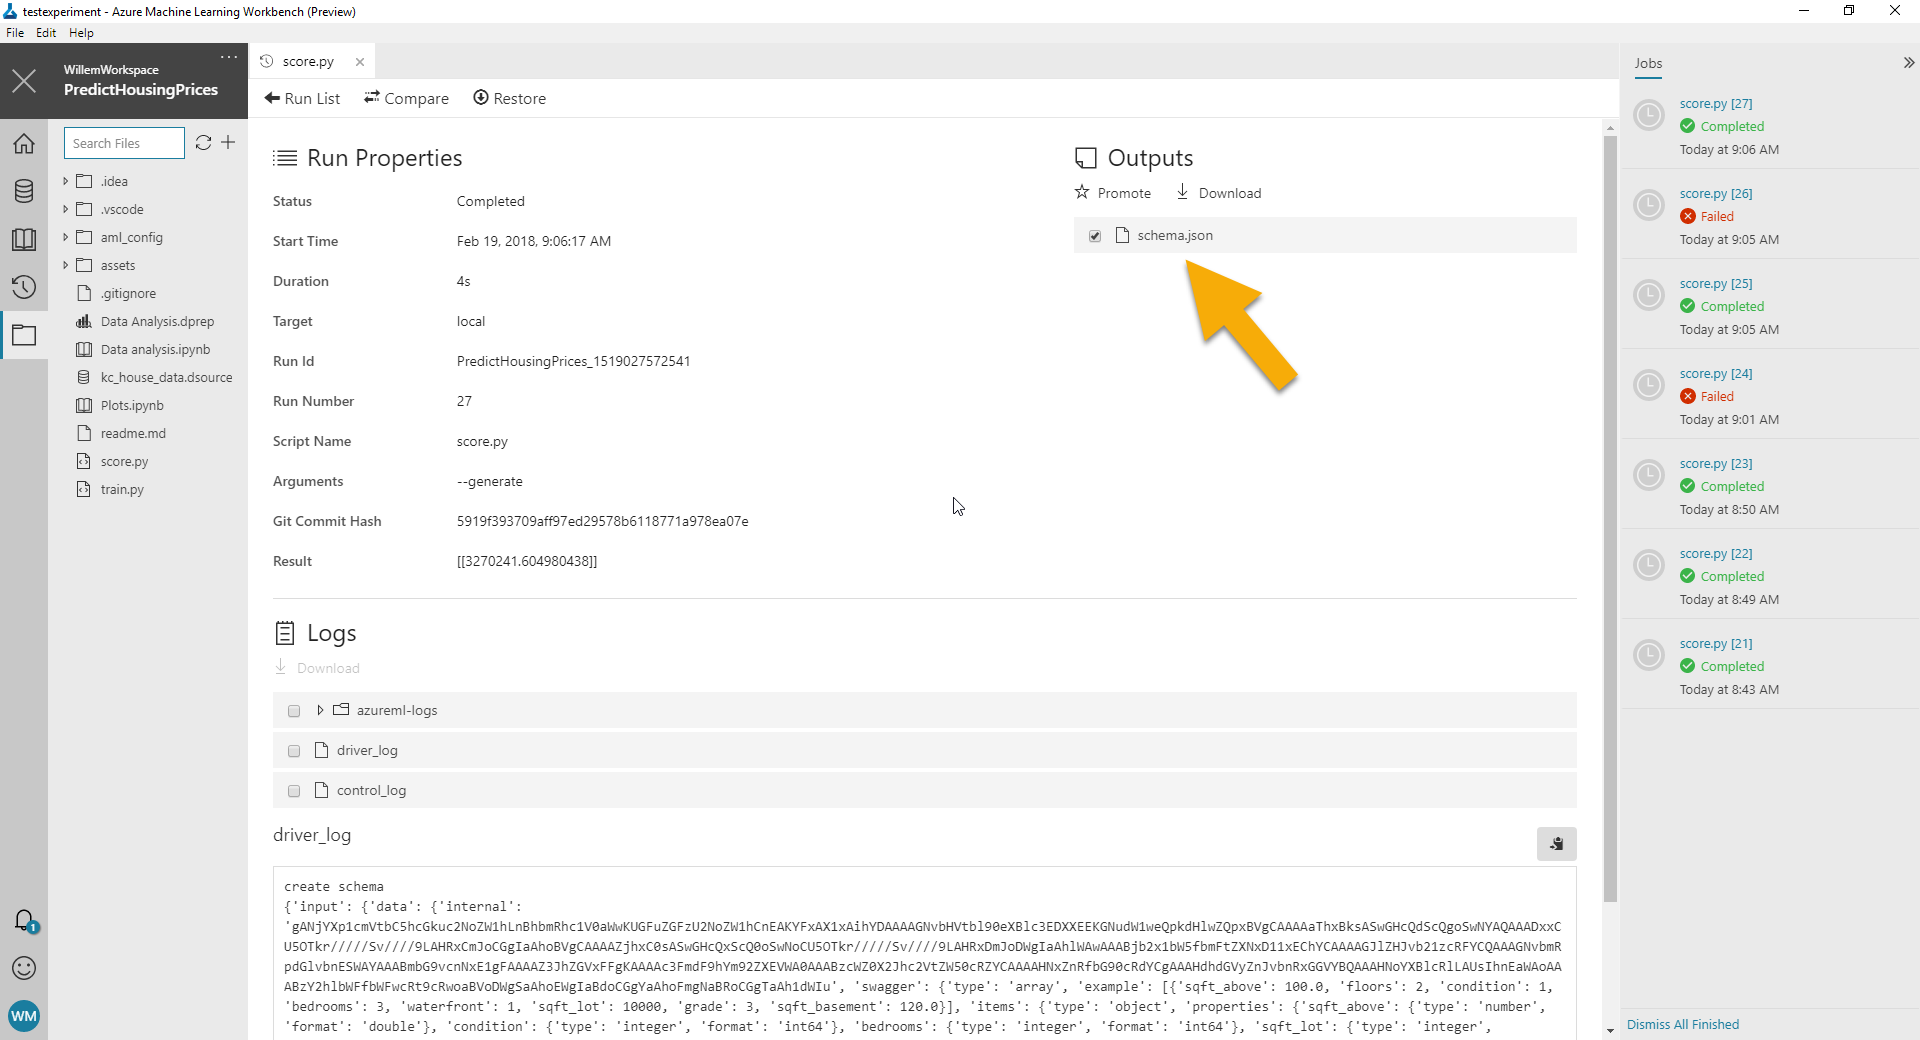 testexperiment - Azure Machine Learning Workbench (Preview)
File Edit Help
WillemWorkspace
PredictHousingPrices
Search Files
.idea
.vscode
aml_config
assets
.gitignore
Data Analysis.dprep
Data analysis.ipynb
kc_house_data.dsource
Plots.ipynb
readme.md
score.py
train.py
1
WM
score.py
Run List Compare Restore
Run Properties
Status Completed
Start Time Feb 19, 2018, 9:06:17 AM
Duration 4s
Target local
Run Id PredictHousingPrices_1519027572541
Run Number 27
Script Name score.py
Arguments --generate
Git Commit Hash 5919f393709aff97ed29578b6118771a978ea07e
Result [[3270241.604980438]]
Outputs
Promote Download
schema.json
Logs
Download
azureml-logs
driver_log
control_log
driver_log
create schema
{'input': {'data': {'internal':
'swagger': {'type': 'array', 'example': [{'sqft_above': 100.0, 'floors': 2, 'condition': 1,
'bedrooms': 3, 'waterfront': 1, 'sqft_lot': 10000, 'grade': 3, 'sqft_basement': 120.0}], 'items': {'type': 'object', 'properties': {'sqft_above': {'type': 'number',
'format': 'double'}, 'condition': {'type': 'integer', 'format': 'int64'}, 'bedrooms': {'type': 'integer', 'format': 'int64'}, 'sqft_lot': {'type': 'integer',
Jobs
score.py [27]
Completed
Today at 9:06 AM
score.py [26]
Failed
Today at 9:05 AM
score.py [25]
Completed
Today at 9:05 AM
score.py [24]
Failed
Today at 9:01 AM
score.py [23]
Completed
Today at 8:50 AM
score.py [22]
Completed
Today at 8:49 AM
score.py [21]
Completed
Today at 8:43 AM
Dismiss All Finished